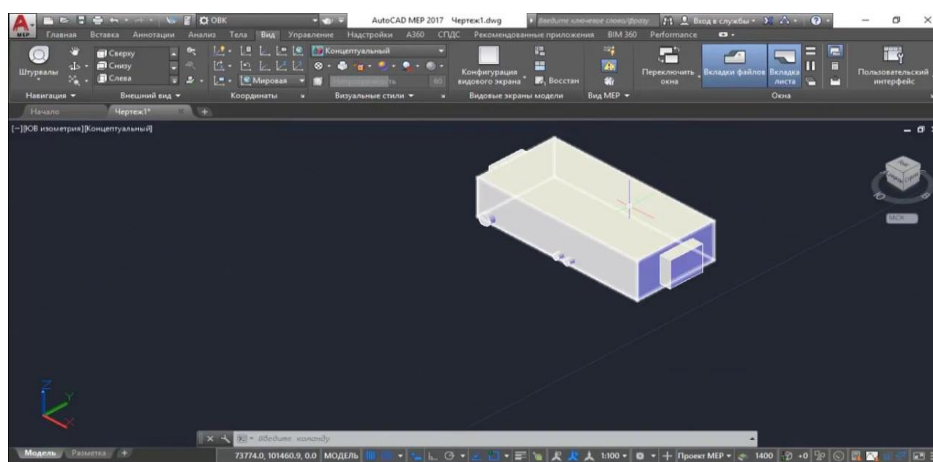 ОВК
AutoCAD MEP 2017 Чертеж1.dwg
Введите ключевое слово/фразу
Вход в службы
MEP
Главная Вставка Аннотации Анализ Тела Вид Управление Надстройки A360 СПДС Рекомендованные приложения BIM 360 Performance
Штурвалы
Сверху
Снизу
Слева
Мировая
Концептуальный
60
Конфигурация
видового экрана
Восстан
Переключить
окна
Вкладки файлов
Вкладка
листа
Пользовательский
интерфейс
Навигация Внешний вид Координаты Визуальные стили Видовые экраны модели Вид MEP Окна
Начало Чертеж1* +
[−][ЮВ изометрия][Концептуальный]
МСК
Z
Y
X
Введите команду
Модель Разметка +
73774.0, 101460.9, 0.0 МОДЕЛЬ 1:100 Проект MEP 1400 +0